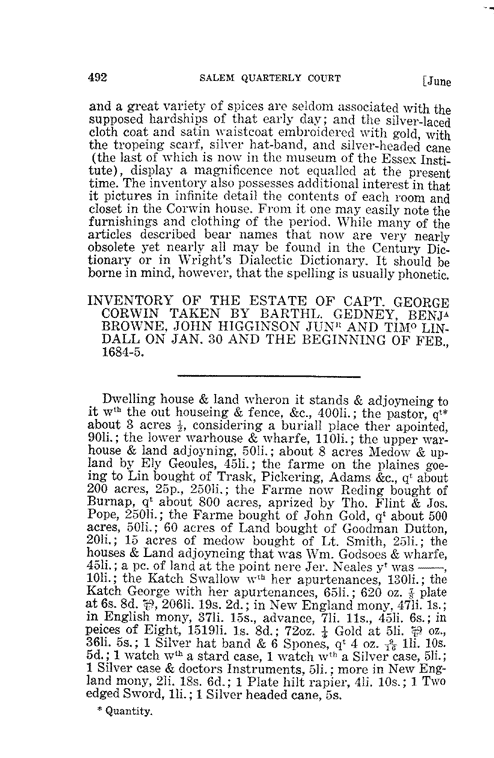 492 SALEM QUARTERLY COURT [June
and a great variety of spices are seldom associated with the
supposed hardships of that early day; and the silver-laced
cloth coat and satin waistcoat embroidered with gold, with
the tropeing scarf, silver hat-band, and silver-headed cane
(the last of which is now in the museum of the Essex Insti-
tute), display a magnificence not equalled at the present
time. The inventory also possesses additional interest in that
it pictures in infinite detail the contents of each room and
closet in the Corwin house. From it one may easily note the
furnishings and clothing of the period. While many of the
articles described bear names that now are very nearly
obsolete yet nearly all may be found in the Century Dic-
tionary or in Wright's Dialectic Dictionary. It should be
borne in mind, however, that the spelling is usually phonetic.
INVENTORY OF THE ESTATE OF CAPT. GEORGE
CORWIN TAKEN BY BARTHL. GEDNEY, BENJᴬ
BROWNE, JOHN HIGGINSON JUNᴿ AND TIMᴼ LIN-
DALL ON JAN. 30 AND THE BEGINNING OF FEB.,
1684-5.
Dwelling house & land wheron it stands & adjoyneing to
it wᵗʰ the out houseing & fence, &c., 400li.; the pastor, qᵗ*
about 3 acres ½, considering a buriall place ther apointed,
90li.; the lower warhouse & wharfe, 110li.; the upper war-
house & land adjoyning, 50li.; about 8 acres Medow & up-
land by Ely Geoules, 45li.; the farme on the plaines goe-
ing to Lin bought of Trask, Pickering, Adams &c., qᵗ about
200 acres, 25p., 250li.; the Farme now Reding bought of
Burnap, qᵗ about 800 acres, aprized by Tho. Flint & Jos.
Pope, 250li.; the Farme bought of John Gold, qᵗ about 500
acres, 50li.; 60 acres of Land bought of Goodman Dutton,
20li.; 15 acres of medow bought of Lt. Smith, 25li.; the
houses & Land adjoyneing that was Wm. Godsoes & wharfe,
45li.; a pc. of land at the point nere Jer. Neales yᵗ was ——,
10li.; the Katch Swallow wᵗʰ her apurtenances, 130li.; the
Katch George with her apurtenances, 65li.; 620 oz. plate
at 6s. 8d. 206li. 19s. 2d.; in New England mony, 47li. 1s.;
in English mony, 37li. 15s., advance, 7li. 11s., 45li. 6s.; in
peices of Eight, 1519li. 1s. 8d.; 72oz. Gold at 5li. oz.,
36li. 5s.; 1 Silver hat band & 6 Spones, qᵗ 4 oz. 1li. 10s.
5d.; 1 watch wᵗʰ a stard case, 1 watch wᵗʰ a Silver case, 5li.;
1 Silver case & doctors Instruments, 5li.; more in New Eng-
land mony, 2li. 18s. 6d.; 1 Plate hilt rapier, 4li. 10s.; 1 Two
edged Sword, 1li.; 1 Silver headed cane, 5s.
* Quantity.